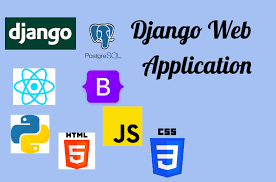 django
PostgreSQL
Django Web
Application
B
HTML
5
JS
CSS
3